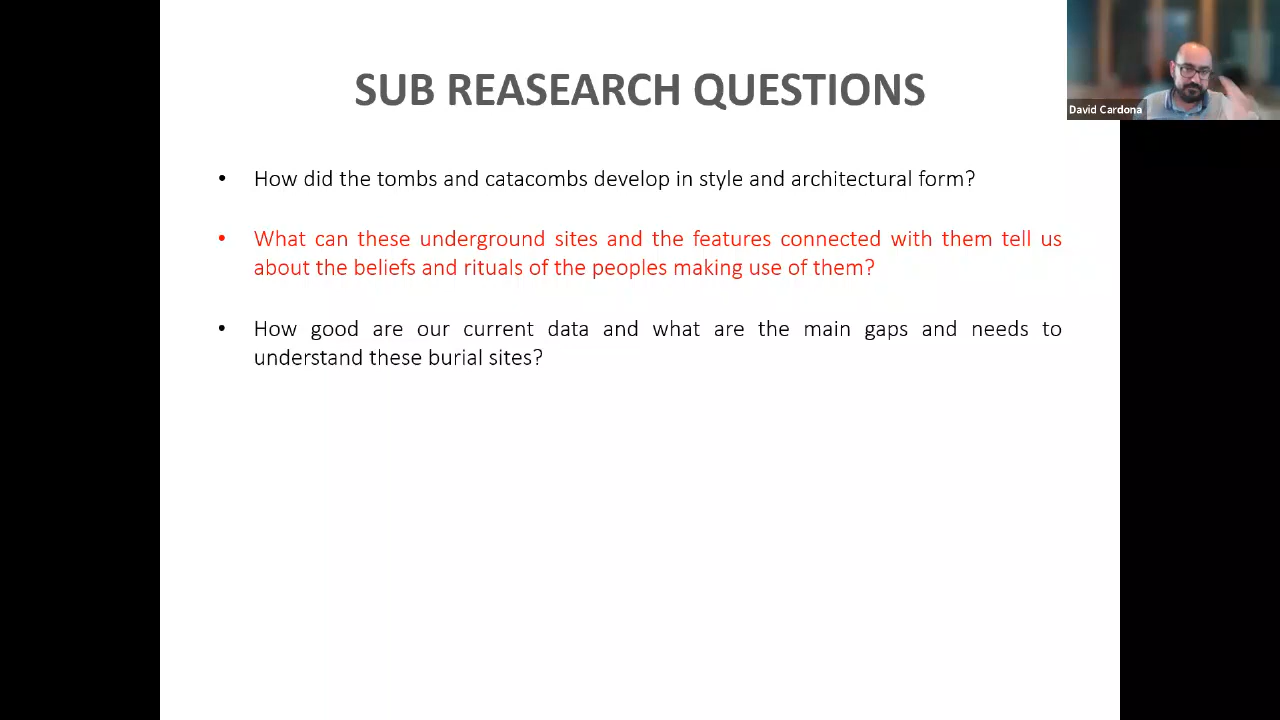 SUB REASEARCH QUESTIONS
David Cardona
• How did the tombs and catacombs develop in style and architectural form?
• What can these underground sites and the features connected with them tell us
about the beliefs and rituals of the peoples making use of them?
• How good are our current data and what are the main gaps and needs to
understand these burial sites?